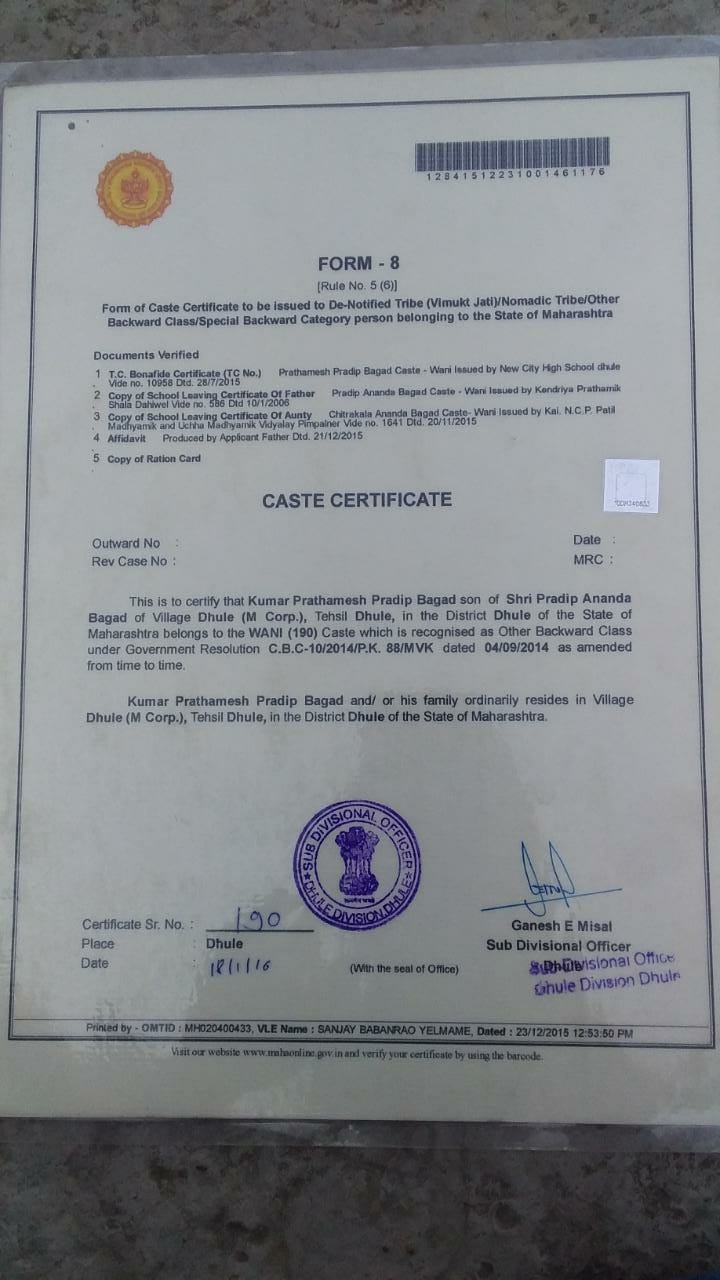 12841512231001461176
FORM - 8
[Rule No. 5 (6)]
Form of Caste Certificate to be issued to De-Notified Tribe (Vimukt Jati)/Nomadic Tribe/Other
Backward Class/Special Backward Category person belonging to the State of Maharashtra
Documents Verified
1 T.C. Bonafide Certificate (TC No.) Prathamesh Pradip Bagad Caste - Wani Issued by New City High School dhule
. Vide no. 10958 Dtd. 28/7/2015
2 Copy of School Leaving Certificate Of Father Pradip Ananda Bagad Caste - Wani Issued by Kendriya Prathamik
. Shala Dahiwel Vide no. 586 Dtd 10/1/2006
3 Copy of School Leaving Certificate Of Aunty Chitrakala Ananda Bagad Caste- Wani Issued by Kai. N.C.P. Patil
. Madhyamik and Uchha Madhyamik Vidyalay Pimpalner Vide no. 1641 Dtd. 20/11/2015
4 Affidavit Produced by Applicant Father Dtd. 21/12/2015
.
5 Copy of Ration Card
.
CASTE CERTIFICATE
Outward No :
Date :
Rev Case No :
MRC :
This is to certify that Kumar Prathamesh Pradip Bagad son of Shri Pradip Ananda
Bagad of Village Dhule (M Corp.), Tehsil Dhule, in the District Dhule of the State of
Maharashtra belongs to the WANI (190) Caste which is recognised as Other Backward Class
under Government Resolution C.B.C-10/2014/P.K. 88/MVK dated 04/09/2014 as amended
from time to time.
Kumar Prathamesh Pradip Bagad and/ or his family ordinarily resides in Village
Dhule (M Corp.), Tehsil Dhule, in the District Dhule of the State of Maharashtra.
SUB DIVISIONAL OFFICER
DHULE DIVISION, DHULE
Certificate Sr. No. : 190
Place : Dhule
Date : 18/1/16
(With the seal of Office)
Ganesh E Misal
Sub Divisional Officer
Dhule
Sub Divisional Office
Dhule Division Dhule
Printed by - OMTID : MH020400433, VLE Name : SANJAY BABANRAO YELMAME, Dated : 23/12/2015 12:53:50 PM
Visit our website www.mahaonline.gov.in and verify your certificate by using the barcode.